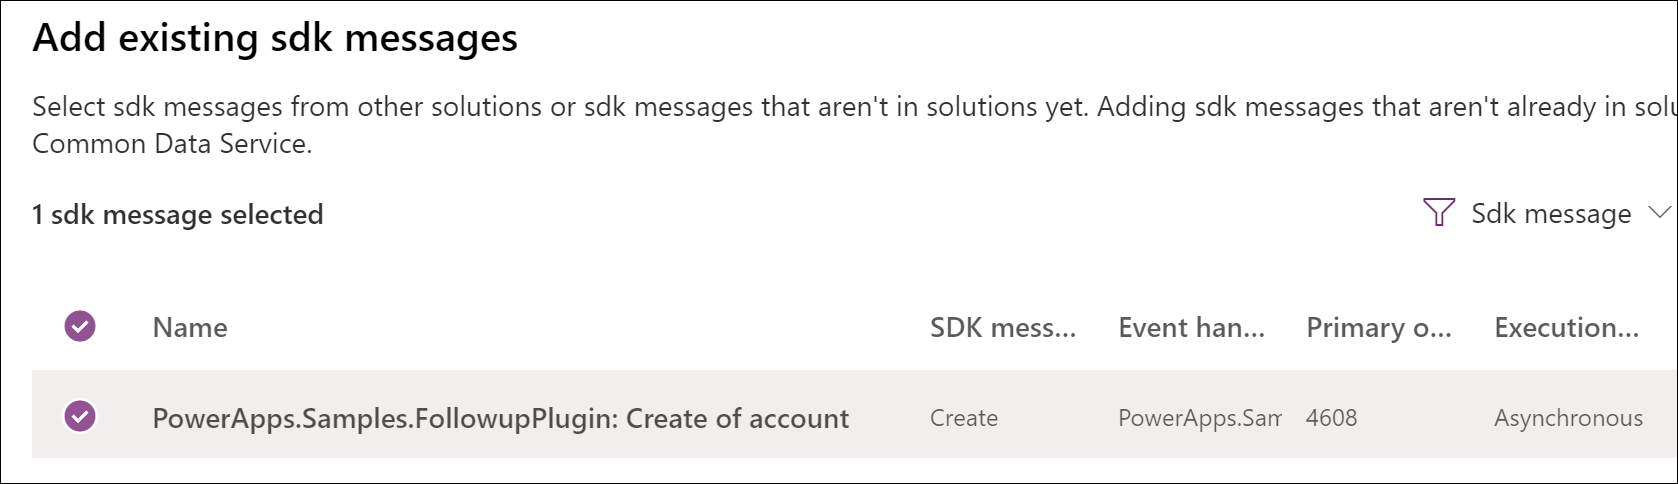 Add existing sdk messages
Select sdk messages from other solutions or sdk messages that aren't in solutions yet. Adding sdk messages that aren't already in solu
Common Data Service.
1 sdk message selected
Sdk message
Name SDK mess... Event han... Primary o... Execution...
PowerApps.Samples.FollowupPlugin: Create of account Create PowerApps.Sam 4608 Asynchronous